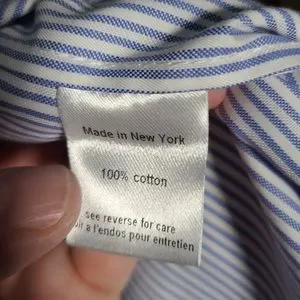 Made in New York
100% cotton
see reverse for care
a l'endos pour entretien